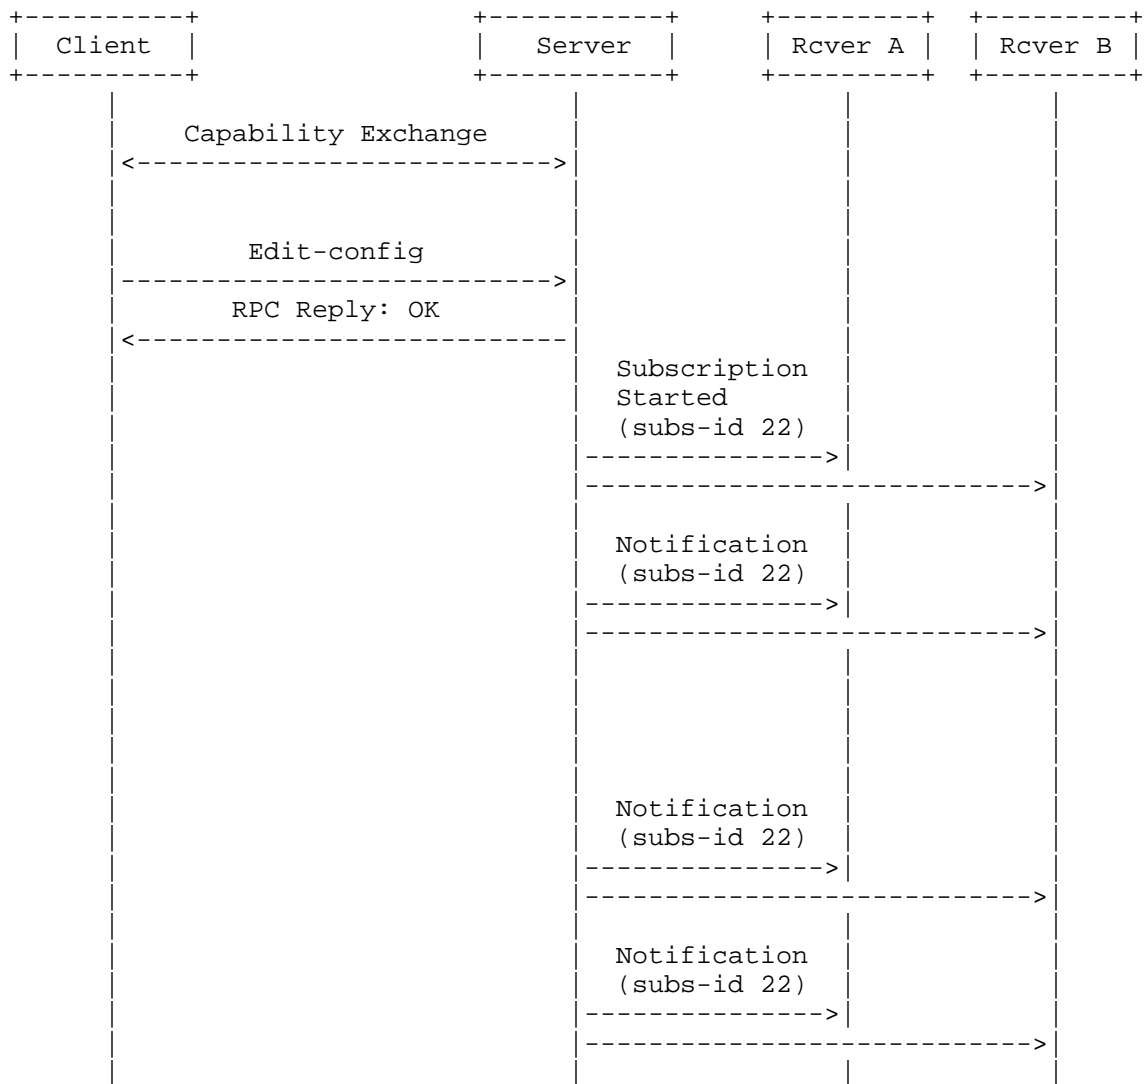 Client Server Rcver A Rcver B
Capability Exchange
Edit-config
RPC Reply: OK
Subscription
Started
(subs-id 22)
Notification
(subs-id 22)
Notification
(subs-id 22)
Notification
(subs-id 22)